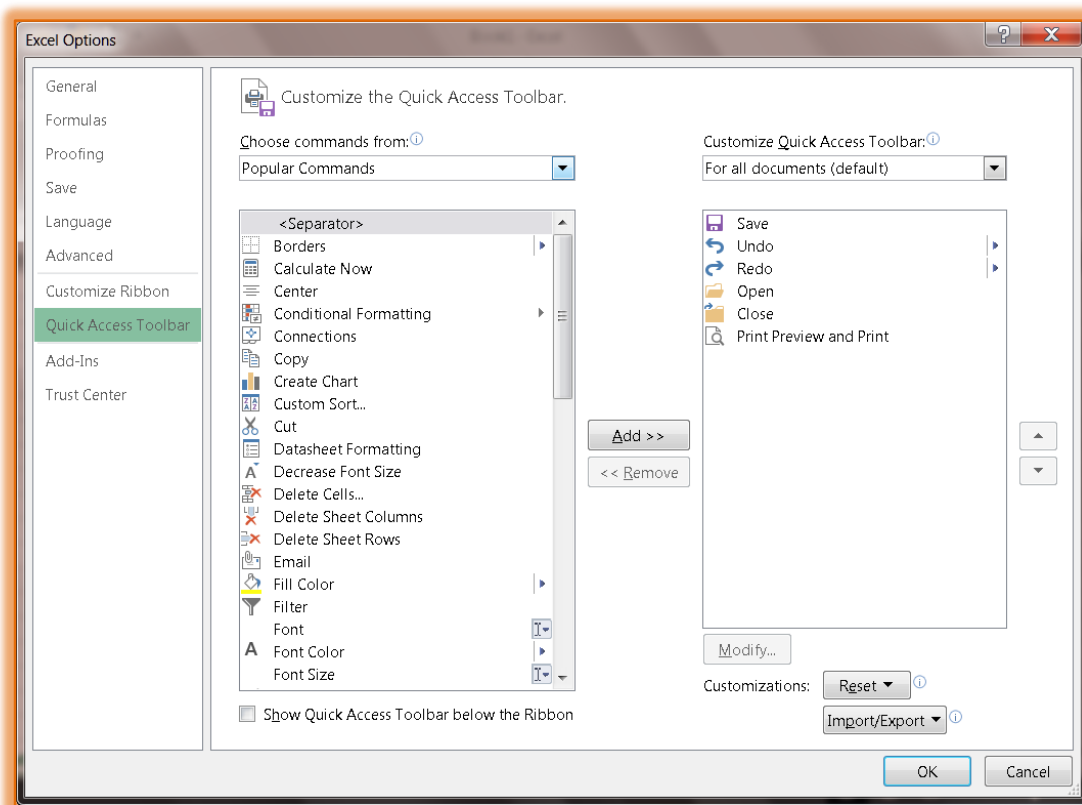 Excel Options
General
Formulas
Proofing
Save
Language
Advanced
Customize Ribbon
Quick Access Toolbar
Add-Ins
Trust Center
Customize the Quick Access Toolbar.
Choose commands from:
Popular Commands
<Separator>
Borders
Calculate Now
Center
Conditional Formatting
Connections
Copy
Create Chart
Custom Sort...
Cut
Datasheet Formatting
Decrease Font Size
Delete Cells...
Delete Sheet Columns
Delete Sheet Rows
Email
Fill Color
Filter
Font
Font Color
Font Size
Show Quick Access Toolbar below the Ribbon
Add >>
<< Remove
Customize Quick Access Toolbar:
For all documents (default)
Save
Undo
Redo
Open
Close
Print Preview and Print
Modify...
Customizations:
Reset
Import/Export
OK
Cancel